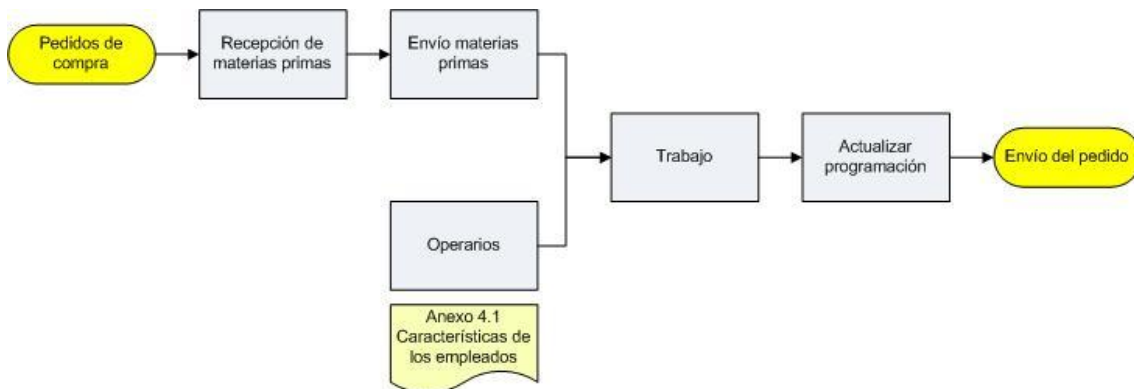 Pedidos de
compra
Recepción de
materias primas
Envío materias
primas
Trabajo
Actualizar
programación
Envío del pedido
Operarios
Anexo 4.1
Características de
los empleados